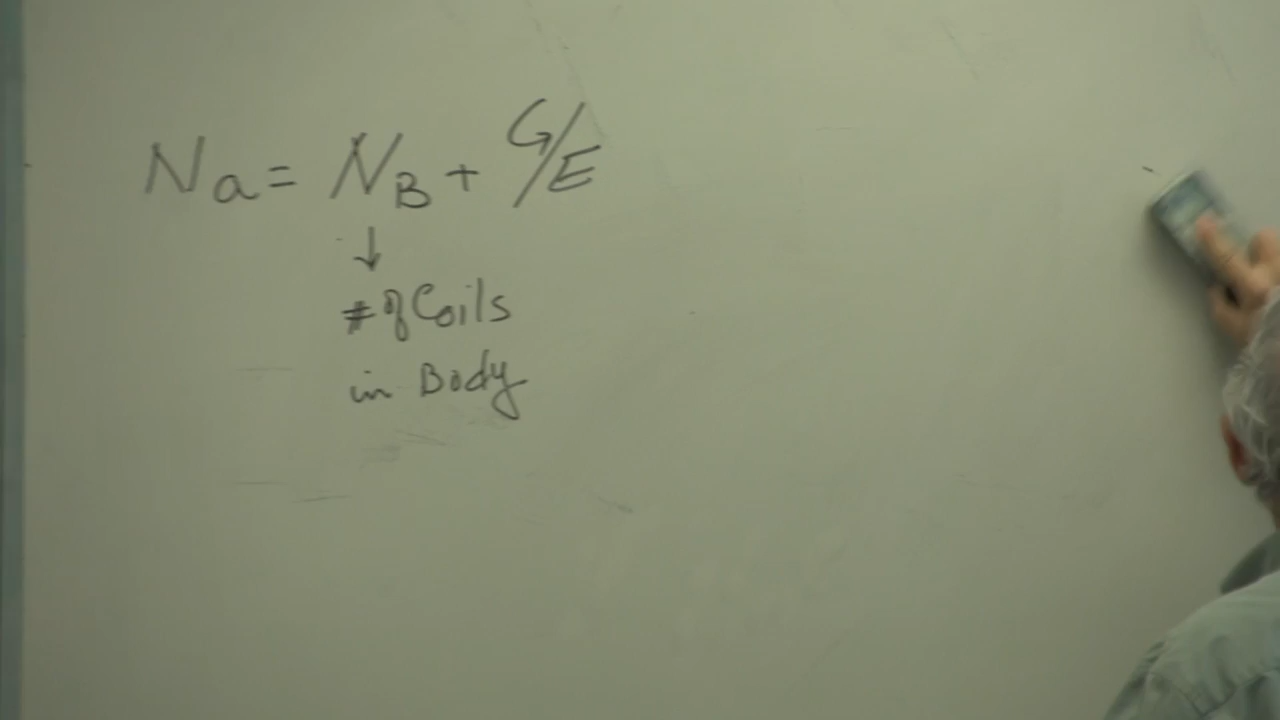 Na = NB + G/E
↓
# of Coils
in Body